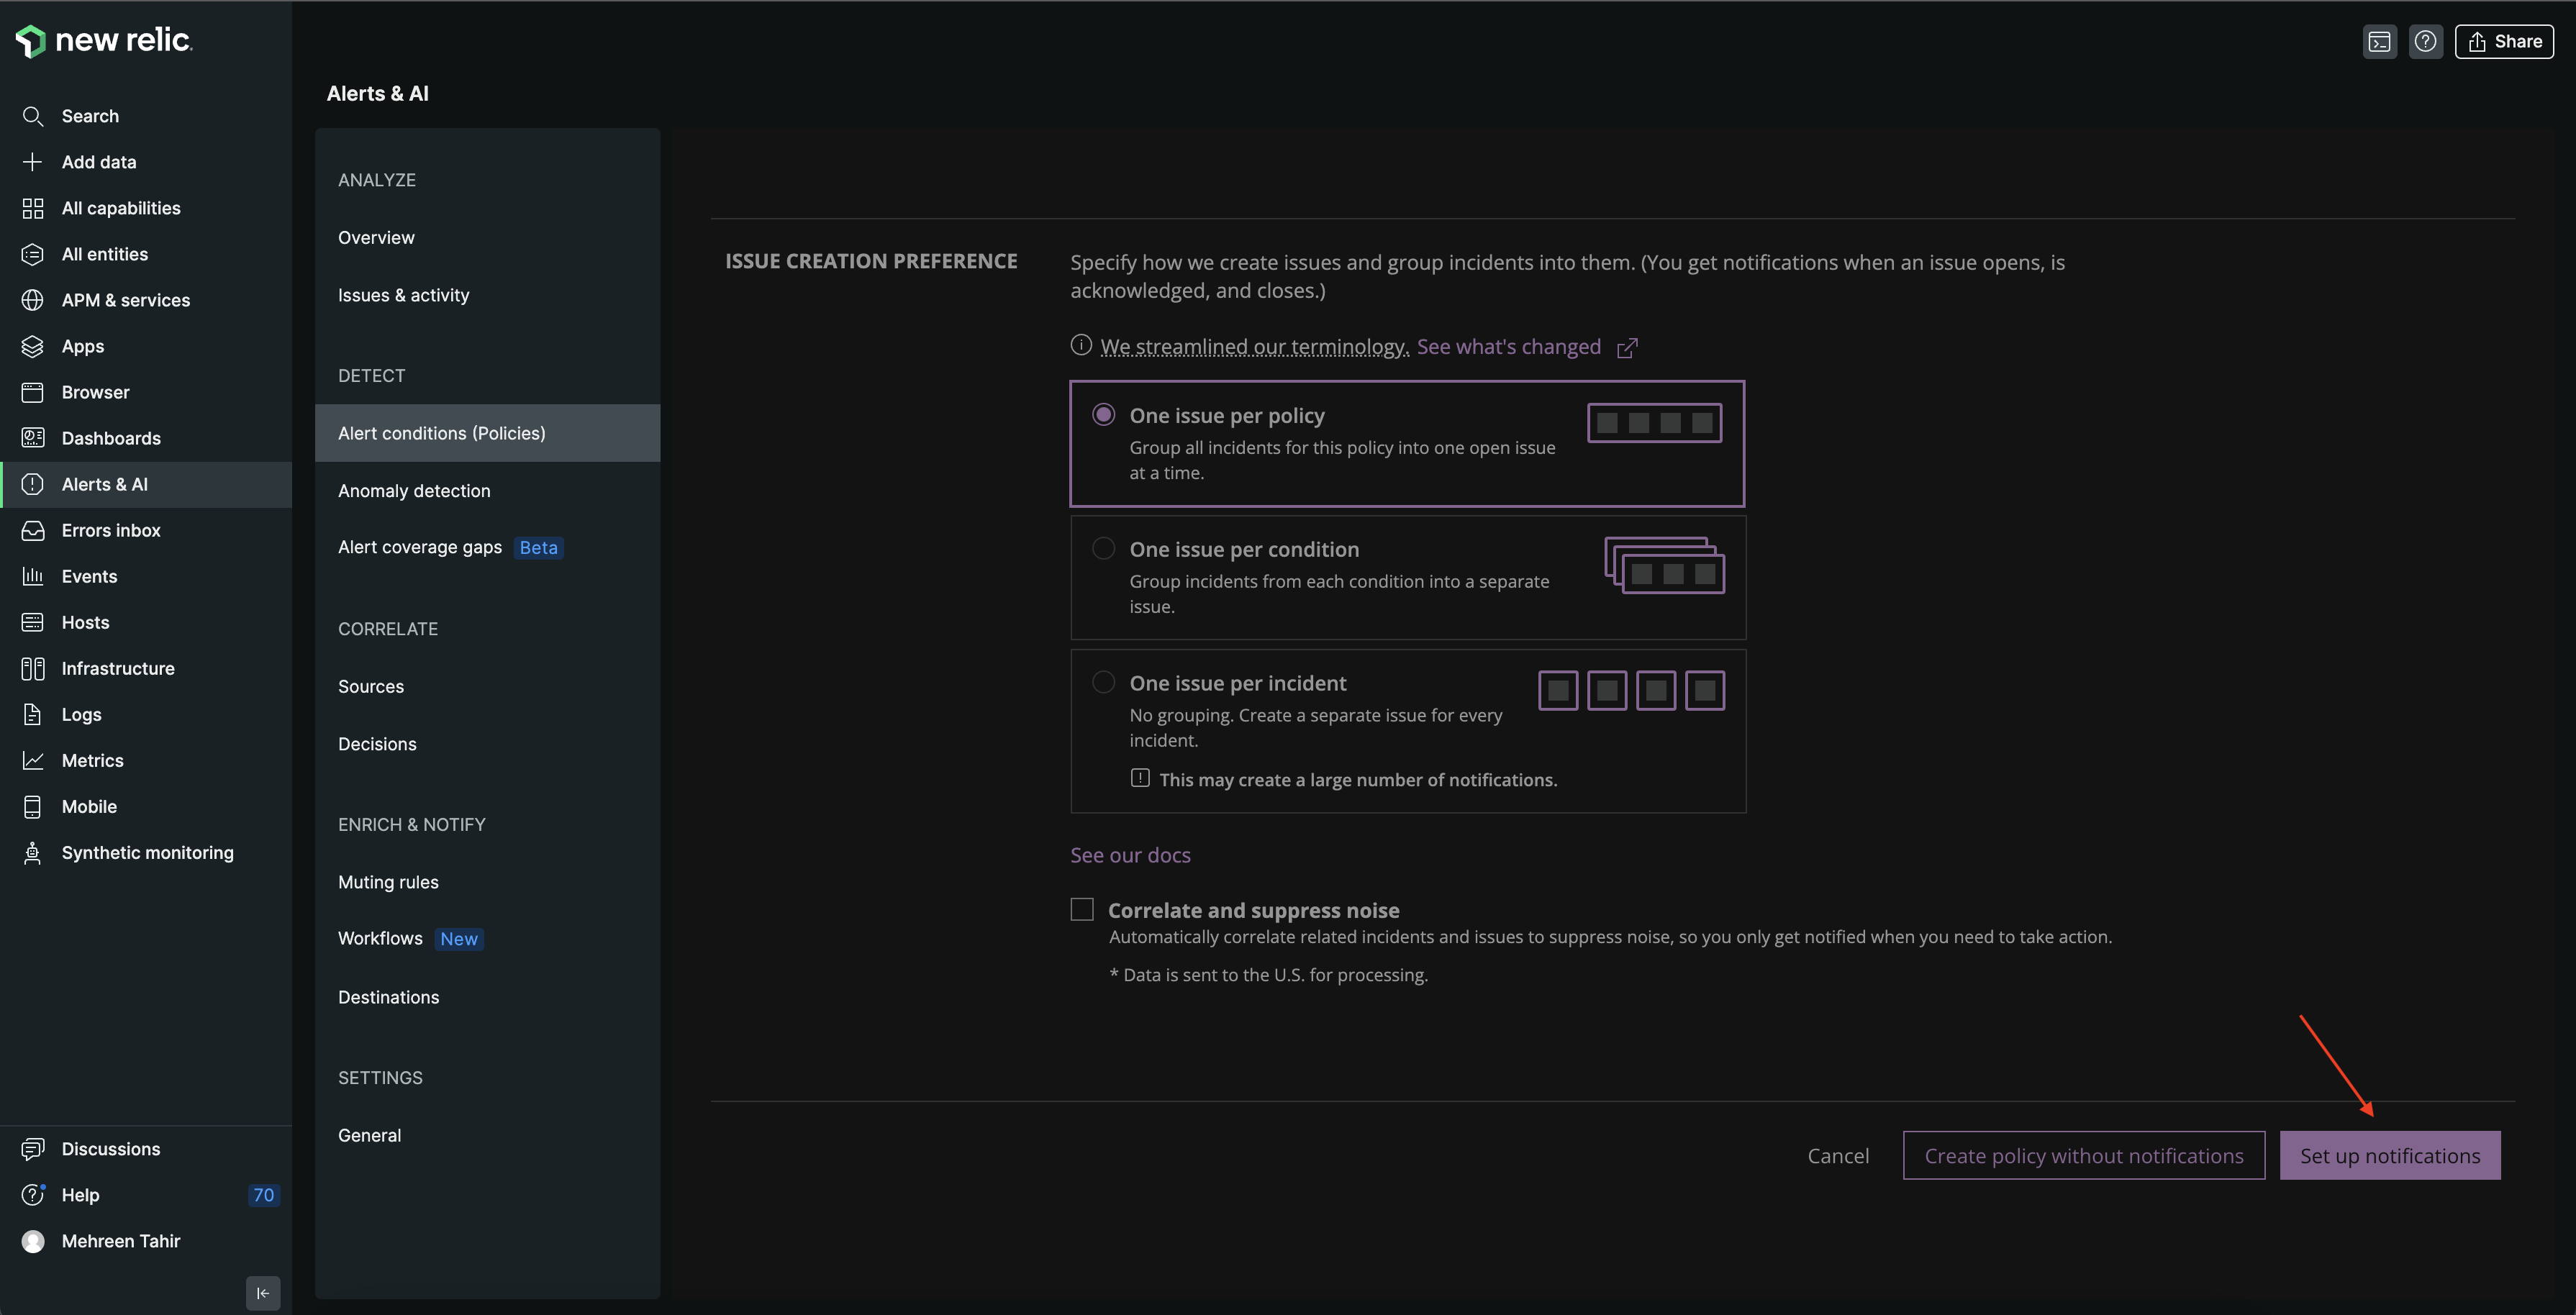 new relic.
Share
Alerts & AI
Search
Add data
All capabilities
All entities
APM & services
Apps
Browser
Dashboards
Alerts & AI
Errors inbox
Events
Hosts
Infrastructure
Logs
Metrics
Mobile
Synthetic monitoring
Discussions
Help 70
Mehreen Tahir
ANALYZE
Overview
Issues & activity
DETECT
Alert conditions (Policies)
Anomaly detection
Alert coverage gaps Beta
CORRELATE
Sources
Decisions
ENRICH & NOTIFY
Muting rules
Workflows New
Destinations
SETTINGS
General
ISSUE CREATION PREFERENCE
Specify how we create issues and group incidents into them. (You get notifications when an issue opens, is
acknowledged, and closes.)
We streamlined our terminology. See what's changed
One issue per policy
Group all incidents for this policy into one open issue
at a time.
One issue per condition
Group incidents from each condition into a separate
issue.
One issue per incident
No grouping. Create a separate issue for every
incident.
This may create a large number of notifications.
See our docs
Correlate and suppress noise
Automatically correlate related incidents and issues to suppress noise, so you only get notified when you need to take action.
* Data is sent to the U.S. for processing.
Cancel
Create policy without notifications
Set up notifications